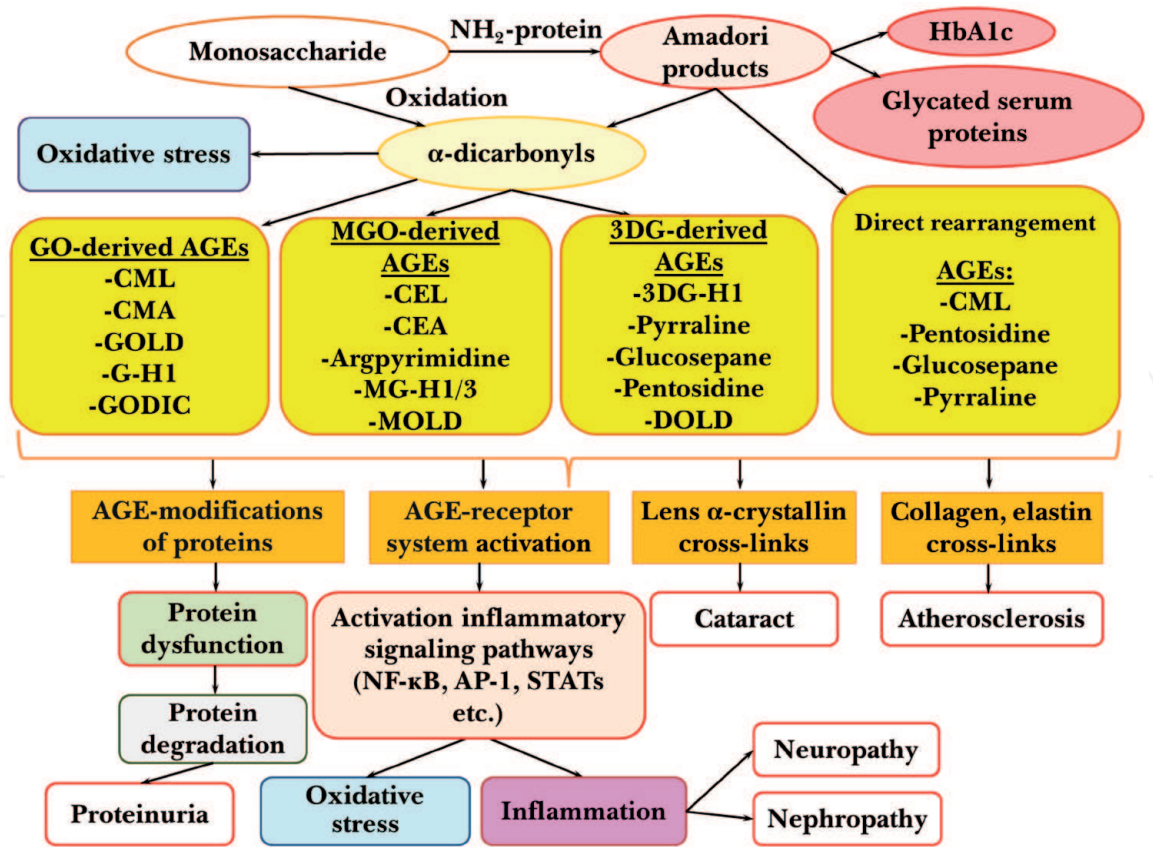 NH₂-protein
Monosaccharide
Amadori
products
HbA1c
Glycated serum
proteins
Oxidation
Oxidative stress
α-dicarbonyls
GO-derived AGEs
-CML
-CMA
-GOLD
-G-H1
-GODIC
MGO-derived
AGEs
-CEL
-CEA
-Argpyrimidine
-MG-H1/3
-MOLD
3DG-derived
AGEs
-3DG-H1
-Pyrraline
-Glucosepane
-Pentosidine
-DOLD
Direct rearrangement
AGEs:
-CML
-Pentosidine
-Glucosepane
-Pyrraline
AGE-modifications
of proteins
AGE-receptor
system activation
Lens α-crystallin
cross-links
Collagen, elastin
cross-links
Protein
dysfunction
Activation inflammatory
signaling pathways
(NF-κB, AP-1, STATs
etc.)
Cataract
Atherosclerosis
Protein
degradation
Proteinuria
Oxidative
stress
Inflammation
Neuropathy
Nephropathy